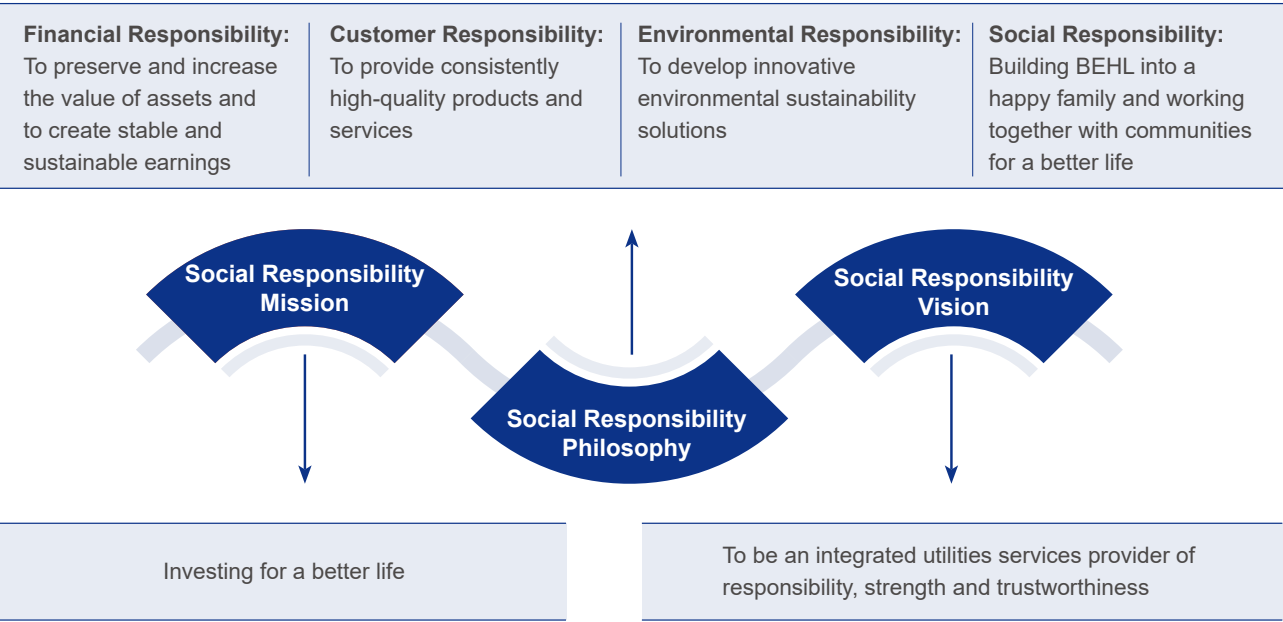 Financial Responsibility:
To preserve and increase
the value of assets and
to create stable and
sustainable earnings
Customer Responsibility:
To provide consistently
high-quality products and
services
Environmental Responsibility:
To develop innovative
environmental sustainability
solutions
Social Responsibility:
Building BEHL into a
happy family and working
together with communities
for a better life
Social Responsibility
Mission
Social Responsibility
Philosophy
Social Responsibility
Vision
Investing for a better life
To be an integrated utilities services provider of
responsibility, strength and trustworthiness